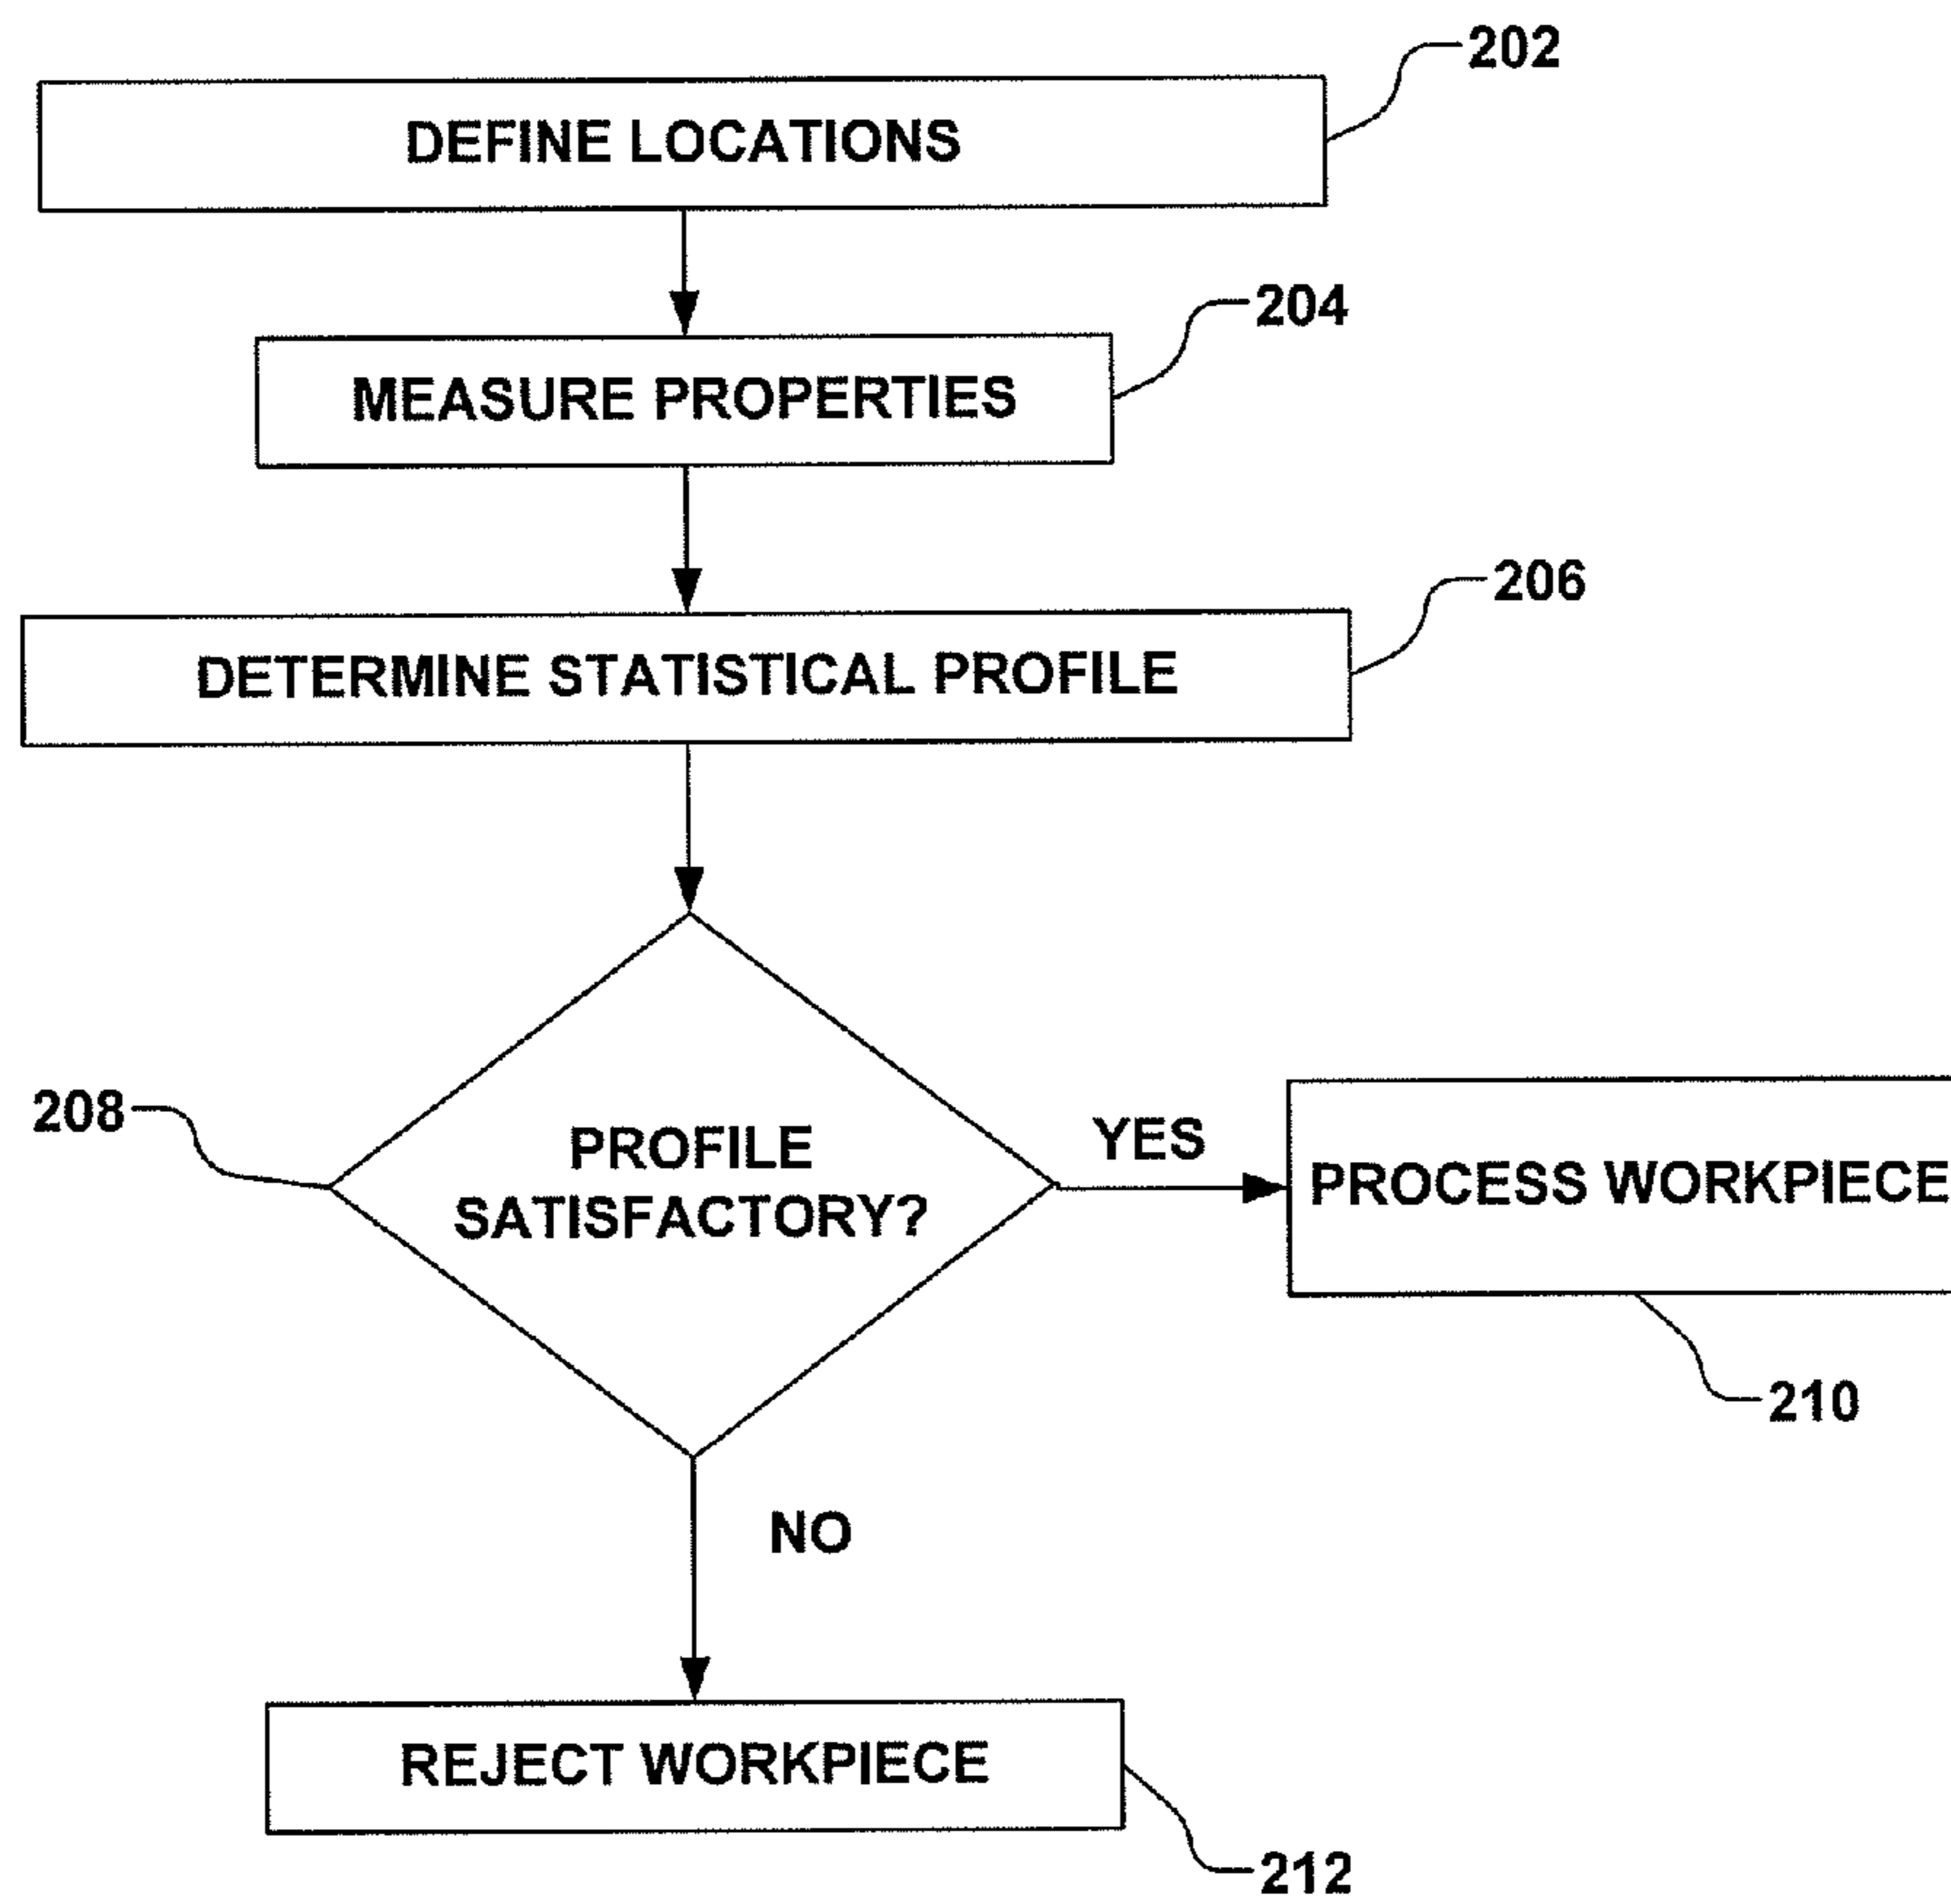 202
DEFINE LOCATIONS
204
MEASURE PROPERTIES
206
DETERMINE STATISTICAL PROFILE
208
PROFILE
SATISFACTORY?
YES
PROCESS WORKPIECE
210
NO
REJECT WORKPIECE
212